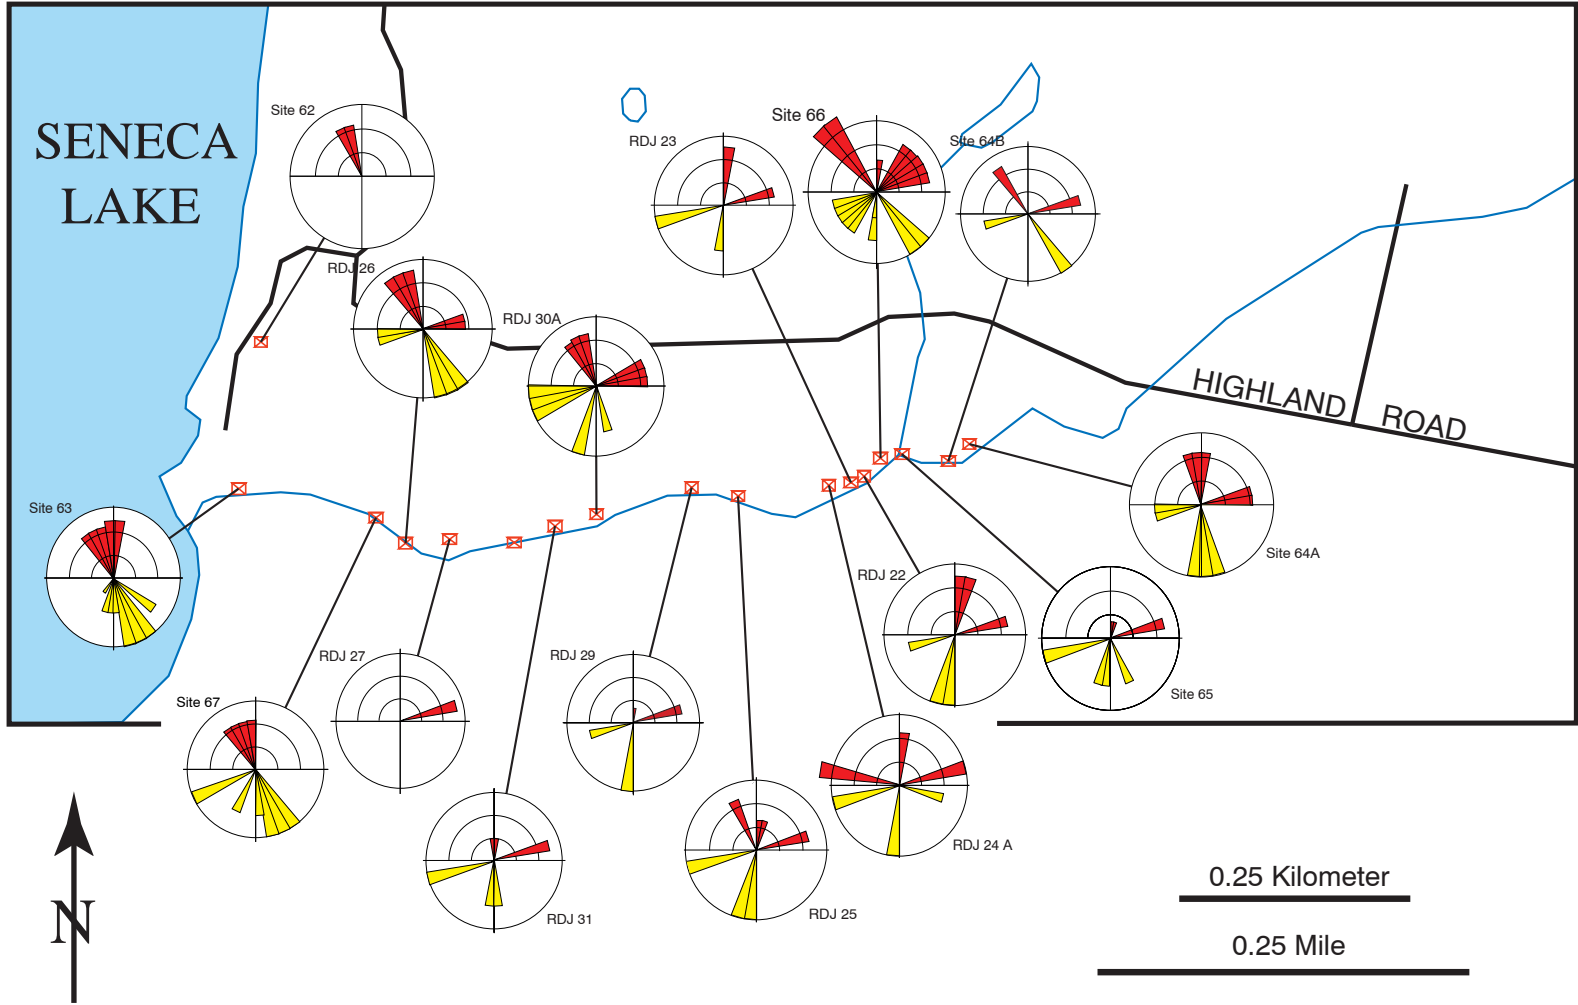 SENECA
LAKE
Site 62
RDJ 23
Site 66
Site 64B
RDJ 26
RDJ 30A
HIGHLAND ROAD
Site 63
Site 64A
RDJ 22
Site 65
RDJ 27
RDJ 29
Site 67
RDJ 24 A
RDJ 31
RDJ 25
N
0.25 Kilometer
0.25 Mile